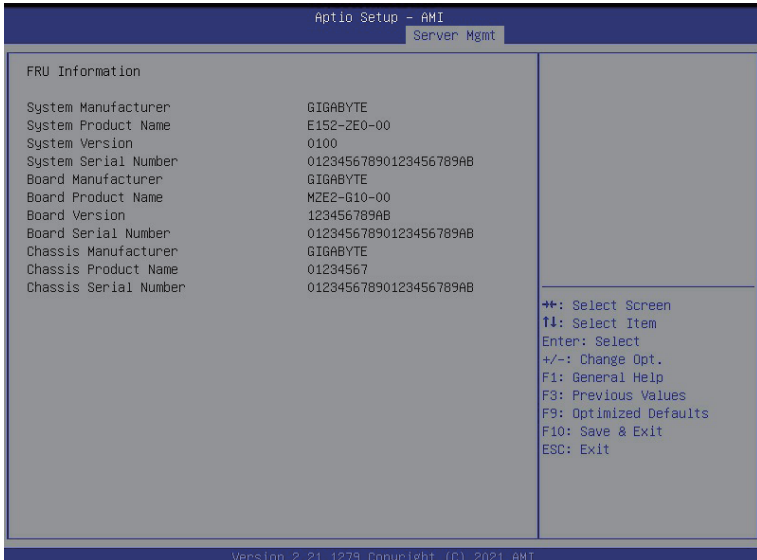 Aptio Setup – AMI
Server Mgmt
FRU Information
System Manufacturer GIGABYTE
System Product Name E152-ZE0-00
System Version 0100
System Serial Number 01234567890123456789AB
Board Manufacturer GIGABYTE
Board Product Name MZE2-G10-00
Board Version 123456789AB
Board Serial Number 01234567890123456789AB
Chassis Manufacturer GIGABYTE
Chassis Product Name 01234567
Chassis Serial Number 01234567890123456789AB
→←: Select Screen
↑↓: Select Item
Enter: Select
+/-: Change Opt.
F1: General Help
F3: Previous Values
F9: Optimized Defaults
F10: Save & Exit
ESC: Exit
Version 2.21.1279 Copyright (C) 2021 AMI